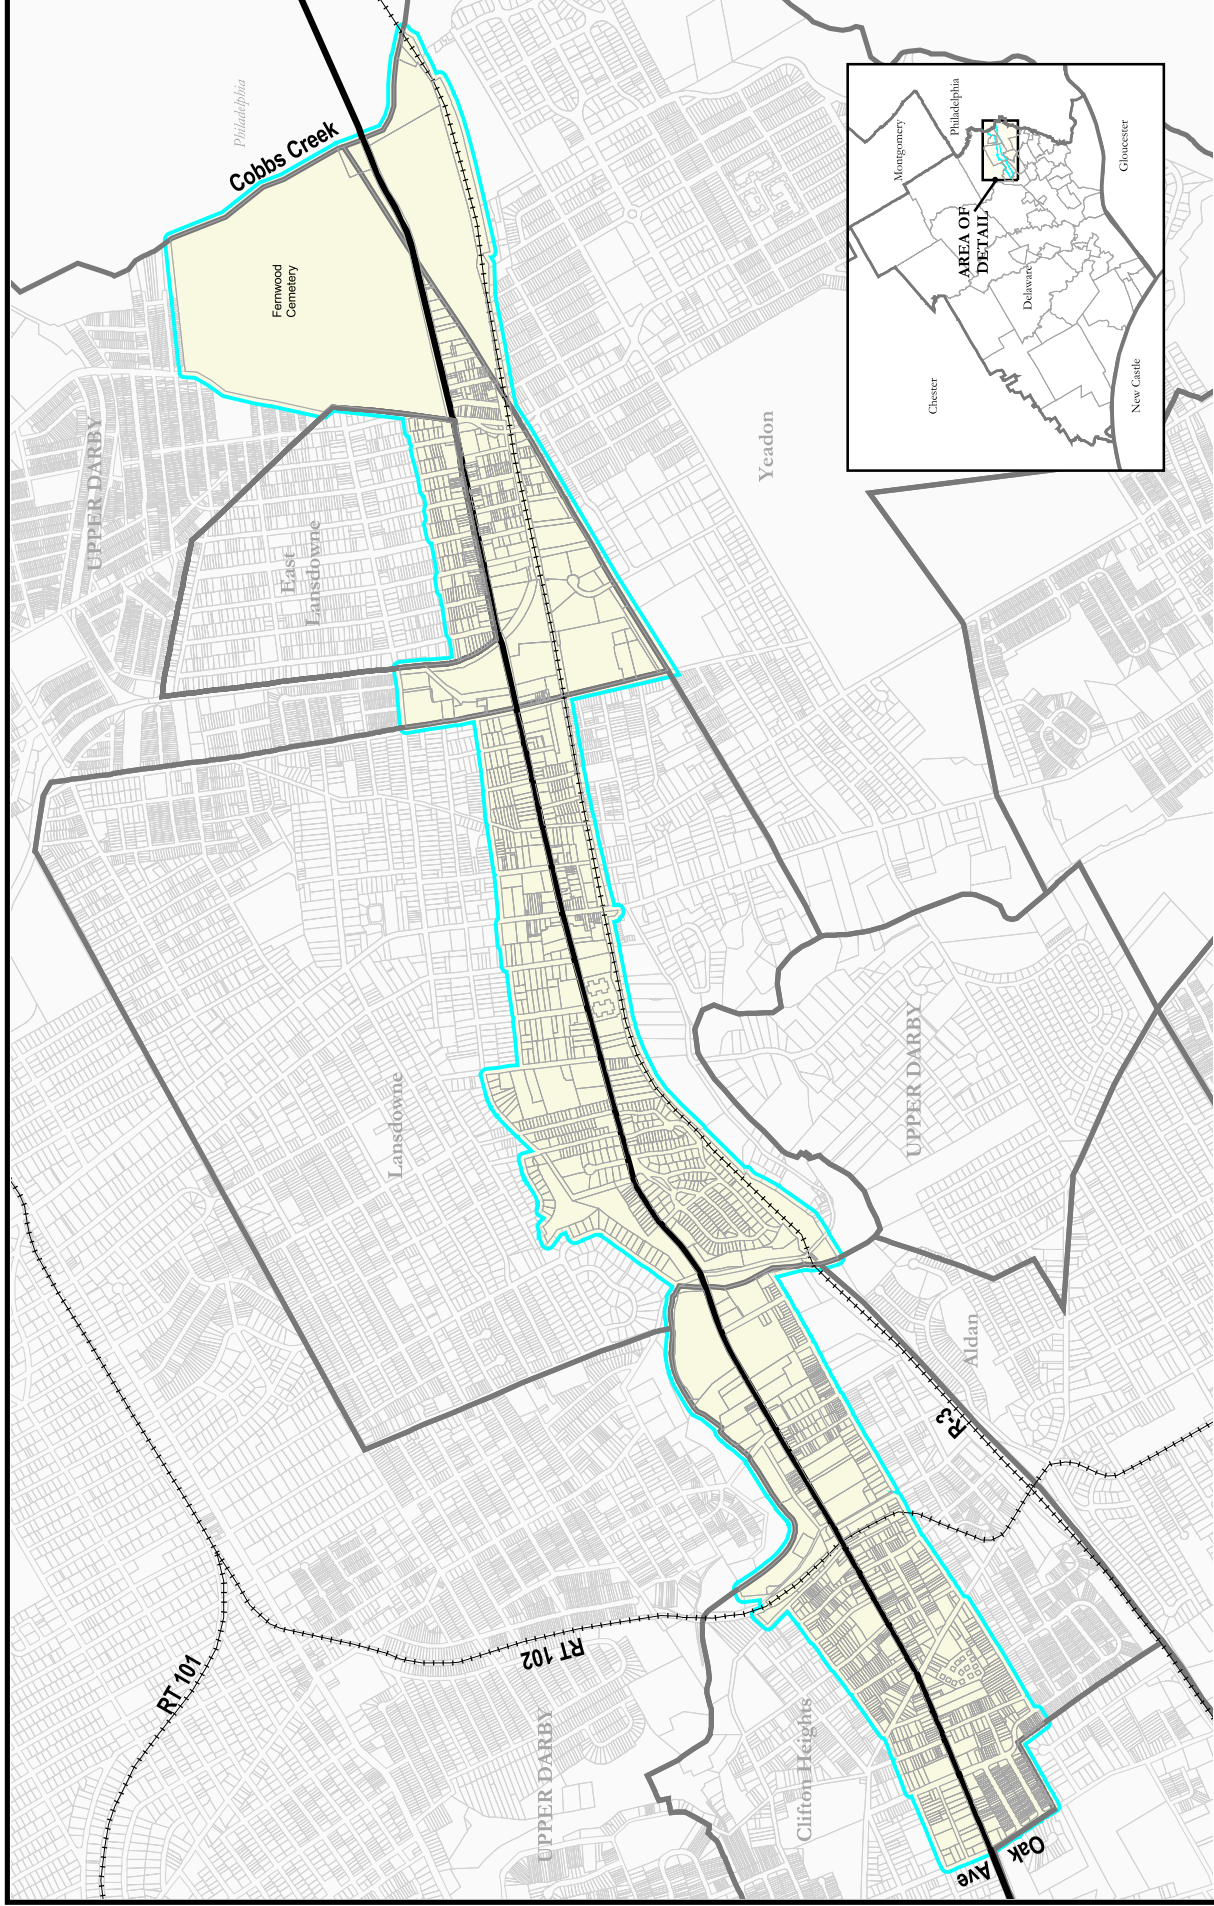 Philadelphia
Cobbs Creek
Fernwood
Cemetery
UPPER DARBY
East
Lansdowne
Yeadon
Lansdowne
UPPER DARBY
Aldan
R-3
RT 101
RT 102
UPPER DARBY
Clifton Heights
Oak
Ave
Montgomery
Philadelphia
AREA OF
DETAIL
Delaware
Chester
New Castle
Gloucester